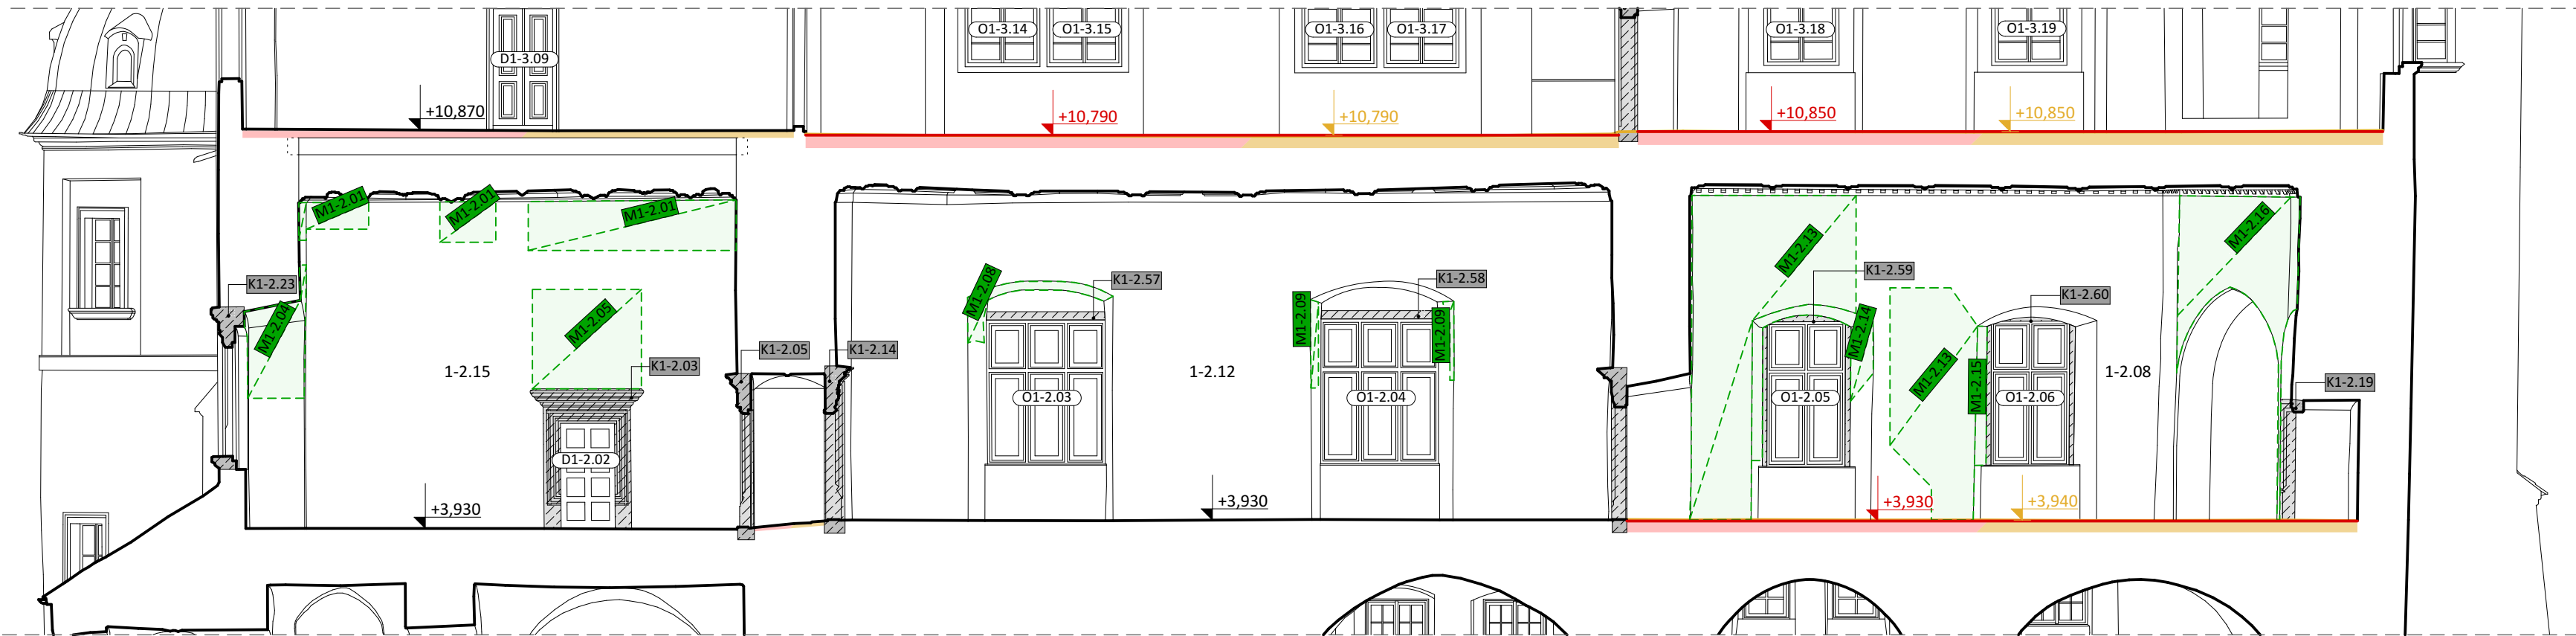 O1-3.14
O1-3.15
O1-3.16
O1-3.17
O1-3.18
O1-3.19
D1-3.09
+10,870
+10,790
+10,790
+10,850
+10,850
M1-2.01
M1-2.01
M1-2.01
M1-2.13
M1-2.16
K1-2.23
M1-2.04
M1-2.05
M1-2.08
K1-2.57
M1-2.09
K1-2.58
M1-2.09
K1-2.59
K1-2.60
M1-2.14
K1-2.05
K1-2.14
K1-2.03
1-2.15
1-2.12
M1-2.13
M1-2.15
1-2.08
K1-2.19
O1-2.03
O1-2.04
O1-2.05
O1-2.06
D1-2.02
+3,930
+3,930
+3,930
+3,940